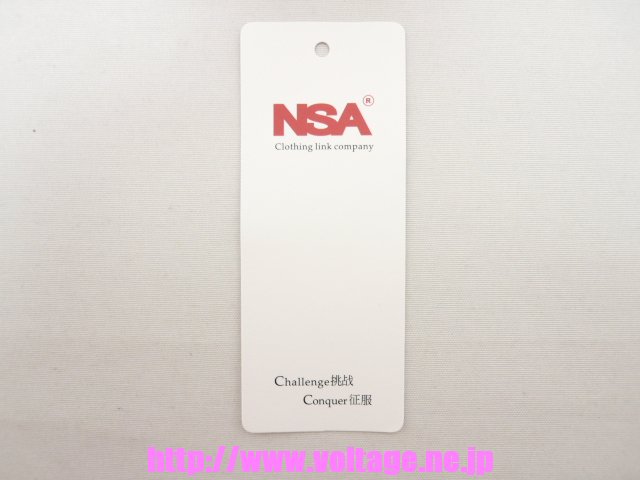 NSA®
Clothing link company
Challenge挑战
Conquer征服
http://www.voltage.ne.jp